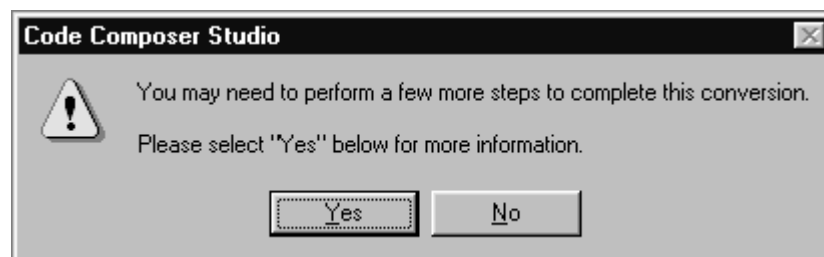 Code Composer Studio
You may need to perform a few more steps to complete this conversion.
Please select "Yes" below for more information.
Yes No